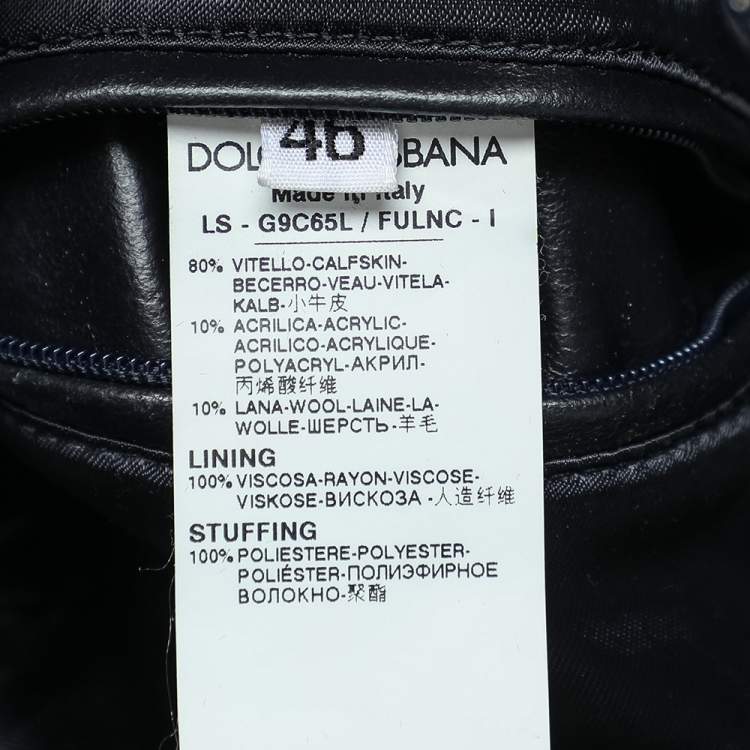 46
DOL BBANA
Made in Italy
LS - G9C65L / FULNC - I
80% VITELLO-CALFSKIN-
BECERRO-VEAU-VITELA-
KALB-小牛皮
10% ACRILICA-ACRYLIC-
ACRILICO-ACRYLIQUE-
POLYACRYL-АКРИЛ-
丙烯酸纤维
10% LANA-WOOL-LAINE-LA-
WOLLE-ШЕРСТЬ-羊毛
LINING
100% VISCOSA-RAYON-VISCOSE-
VISKOSE-ВИСКОЗА -人造纤维
STUFFING
100% POLIESTERE-POLYESTER-
POLIÉSTER-ПОЛИЭФИРНОЕ
ВОЛОКНО-聚酯